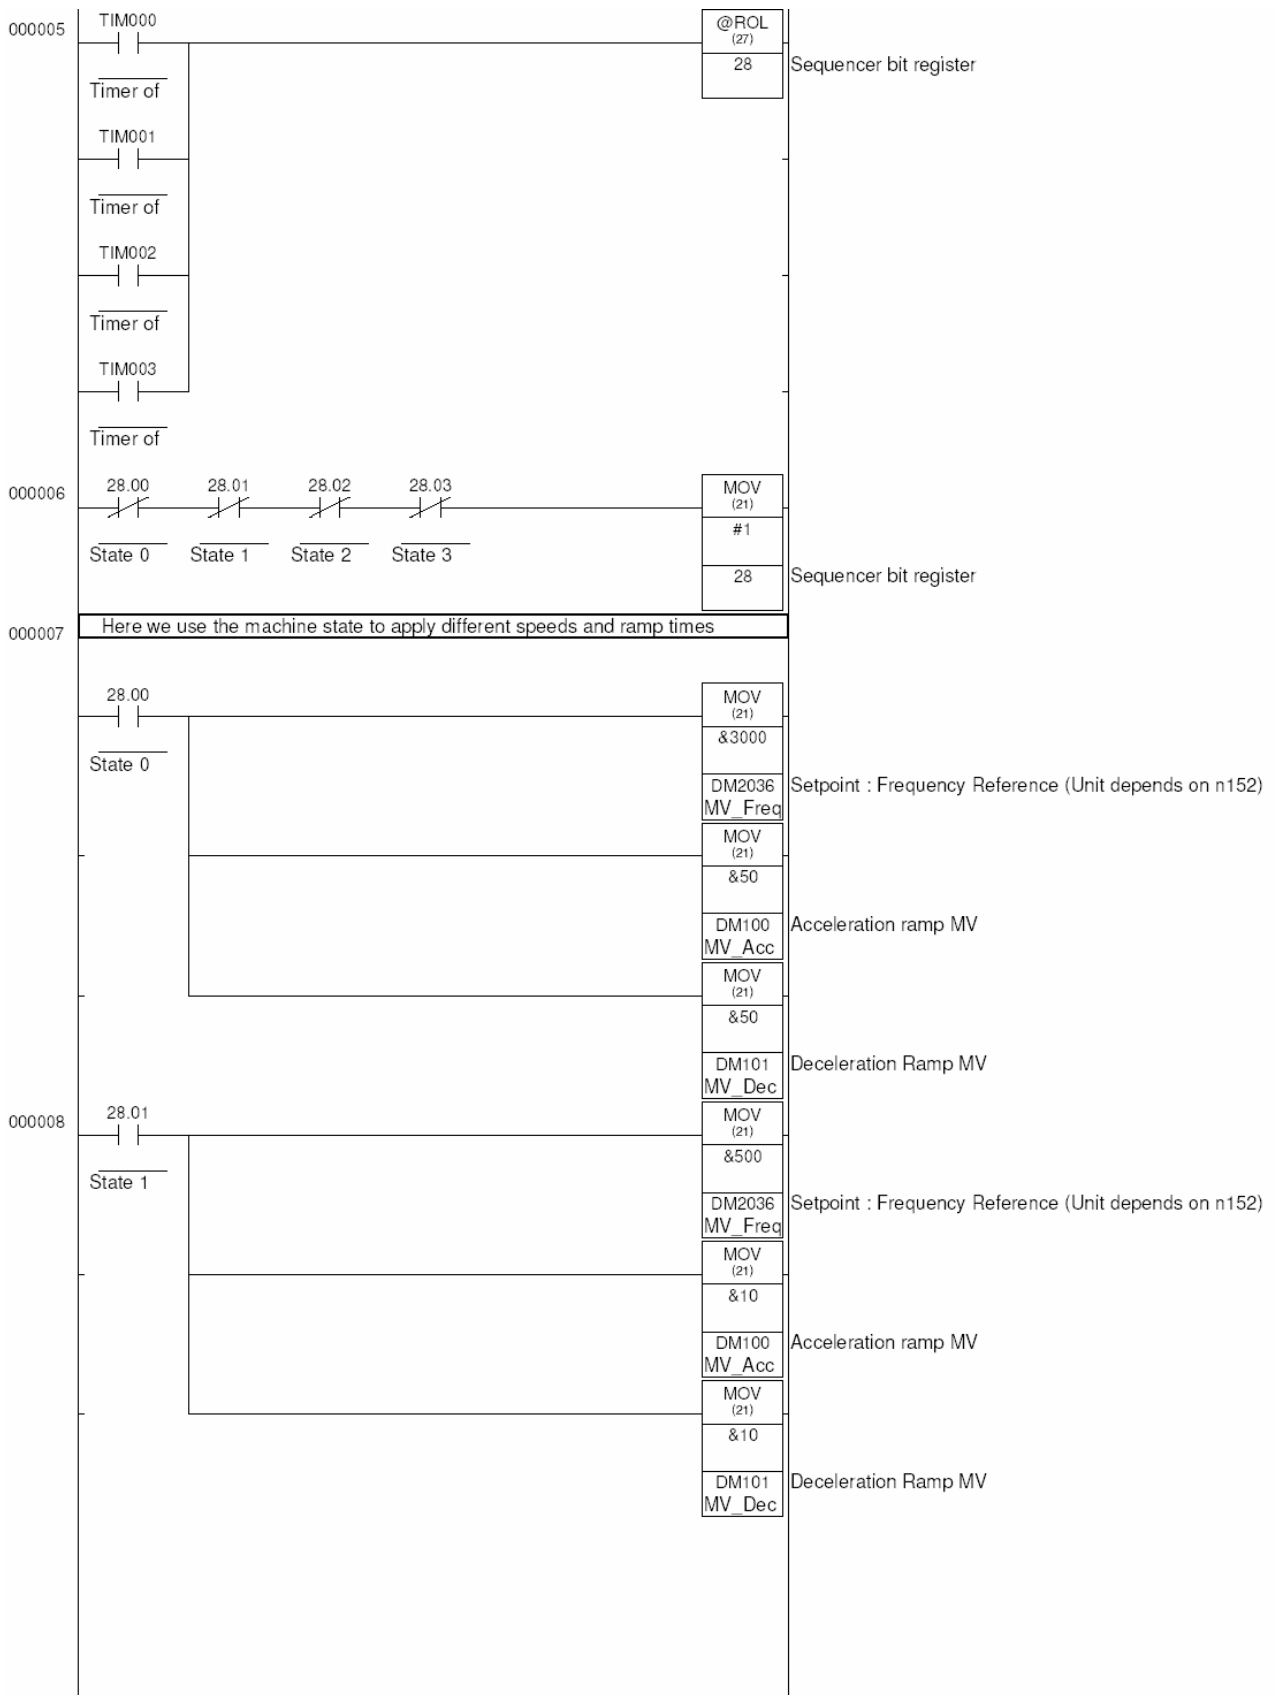 000005
TIM000
@ROL
(27)
28
Sequencer bit register
Timer of
TIM001
Timer of
TIM002
Timer of
TIM003
Timer of
000006
28.00 28.01 28.02 28.03
MOV
(21)
#1
State 0 State 1 State 2 State 3
28
Sequencer bit register
000007
Here we use the machine state to apply different speeds and ramp times
28.00
MOV
(21)
&3000
State 0
DM2036
Setpoint : Frequency Reference (Unit depends on n152)
MV_Freq
MOV
(21)
&50
DM100
Acceleration ramp MV
MV_Acc
MOV
(21)
&50
DM101
Deceleration Ramp MV
MV_Dec
000008
28.01
MOV
(21)
&500
State 1
DM2036
Setpoint : Frequency Reference (Unit depends on n152)
MV_Freq
MOV
(21)
&10
DM100
Acceleration ramp MV
MV_Acc
MOV
(21)
&10
DM101
Deceleration Ramp MV
MV_Dec